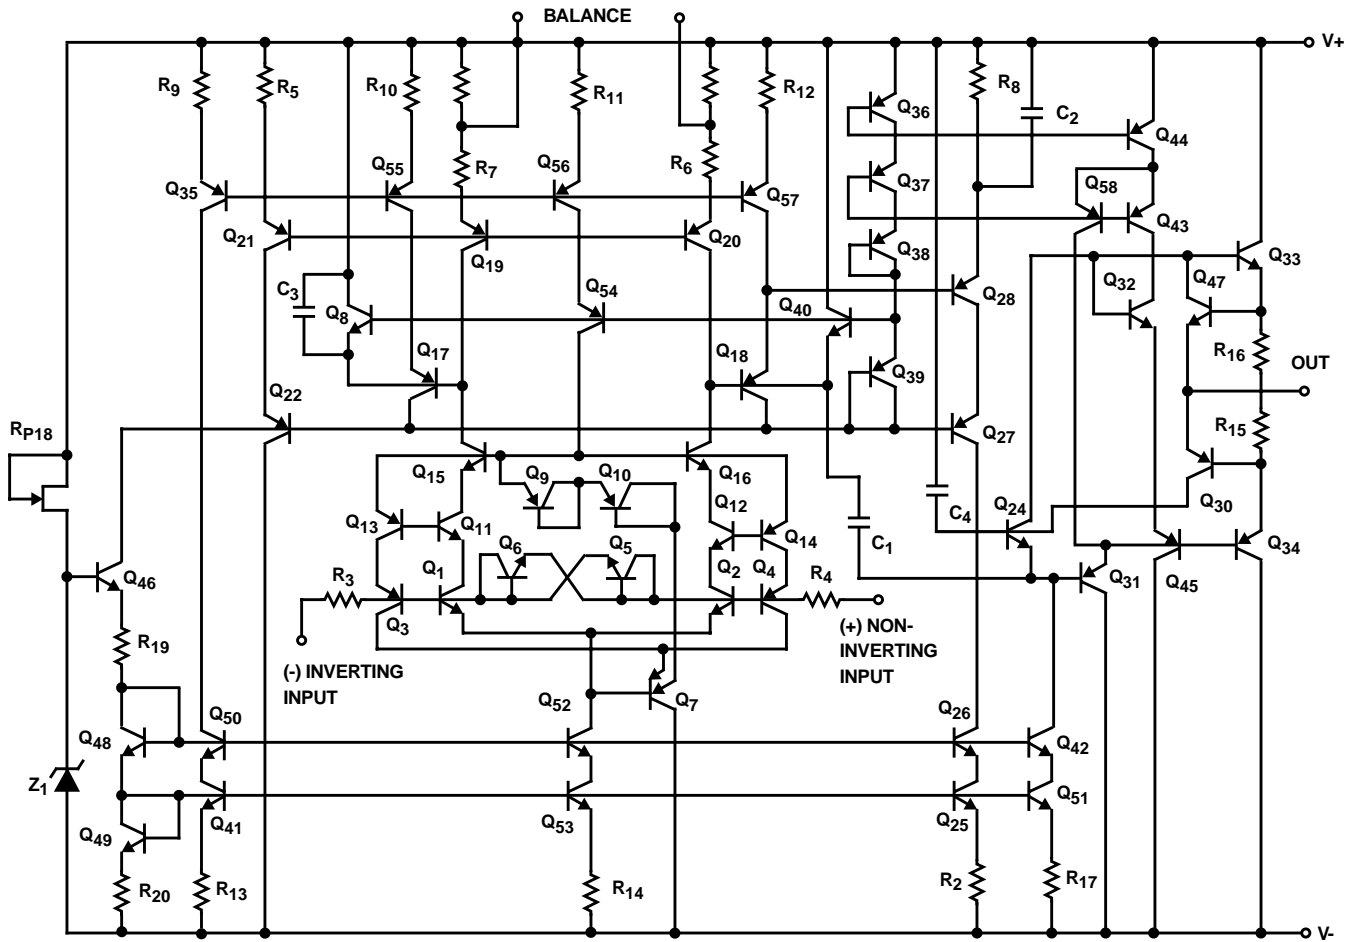 BALANCE
V+
R9
R5
R10
R11
R12
R8
C2
Q36
Q44
Q55
R7
Q56
R6
Q35
Q57
Q37
Q58
Q43
Q21
Q19
Q20
Q38
Q33
C3
Q8
Q54
Q40
Q28
Q32
Q47
R16
OUT
Q17
Q18
Q39
Q22
RP18
Q27
R15
Q15
Q9
Q10
Q16
Q13
Q11
Q12
Q14
C4
Q24
Q30
C1
Q6
Q5
Q34
Q46
R3
Q1
Q2
Q4
R4
Q31
Q45
Q3
R19
(-) INVERTING
INPUT
(+) NON-
INVERTING
INPUT
Q7
Q50
Q52
Q26
Q48
Q42
Z1
Q51
Q49
Q41
Q53
Q25
R20
R13
R14
R2
R17
V-